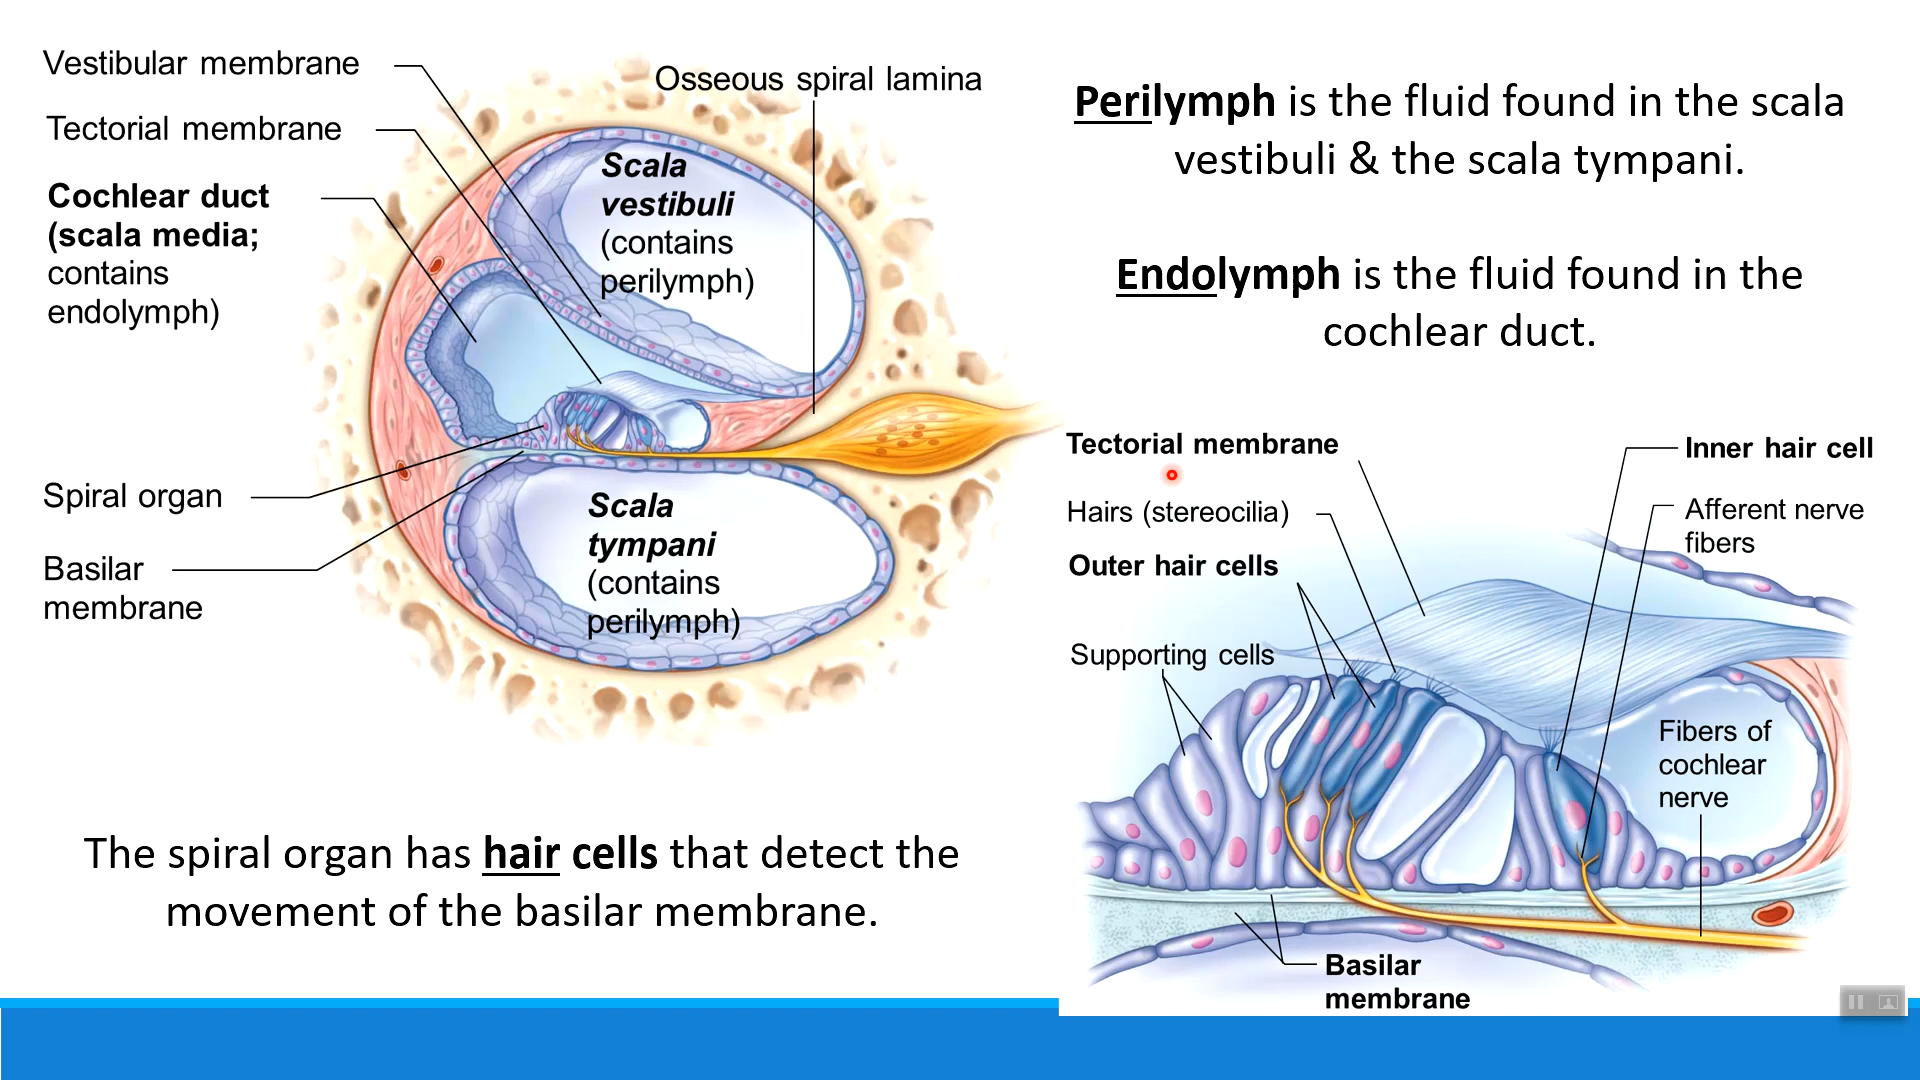 Vestibular membrane
Osseous spiral lamina
Tectorial membrane
Cochlear duct
(scala media;
contains
endolymph)
Scala
vestibuli
(contains
perilymph)
Spiral organ
Basilar
membrane
Scala
tympani
(contains
perilymph)
Perilymph is the fluid found in the scala
vestibuli & the scala tympani.
Endolymph is the fluid found in the
cochlear duct.
Tectorial membrane
Hairs (stereocilia)
Outer hair cells
Supporting cells
Inner hair cell
Afferent nerve
fibers
Fibers of
cochlear
nerve
Basilar
membrane
The spiral organ has hair cells that detect the
movement of the basilar membrane.